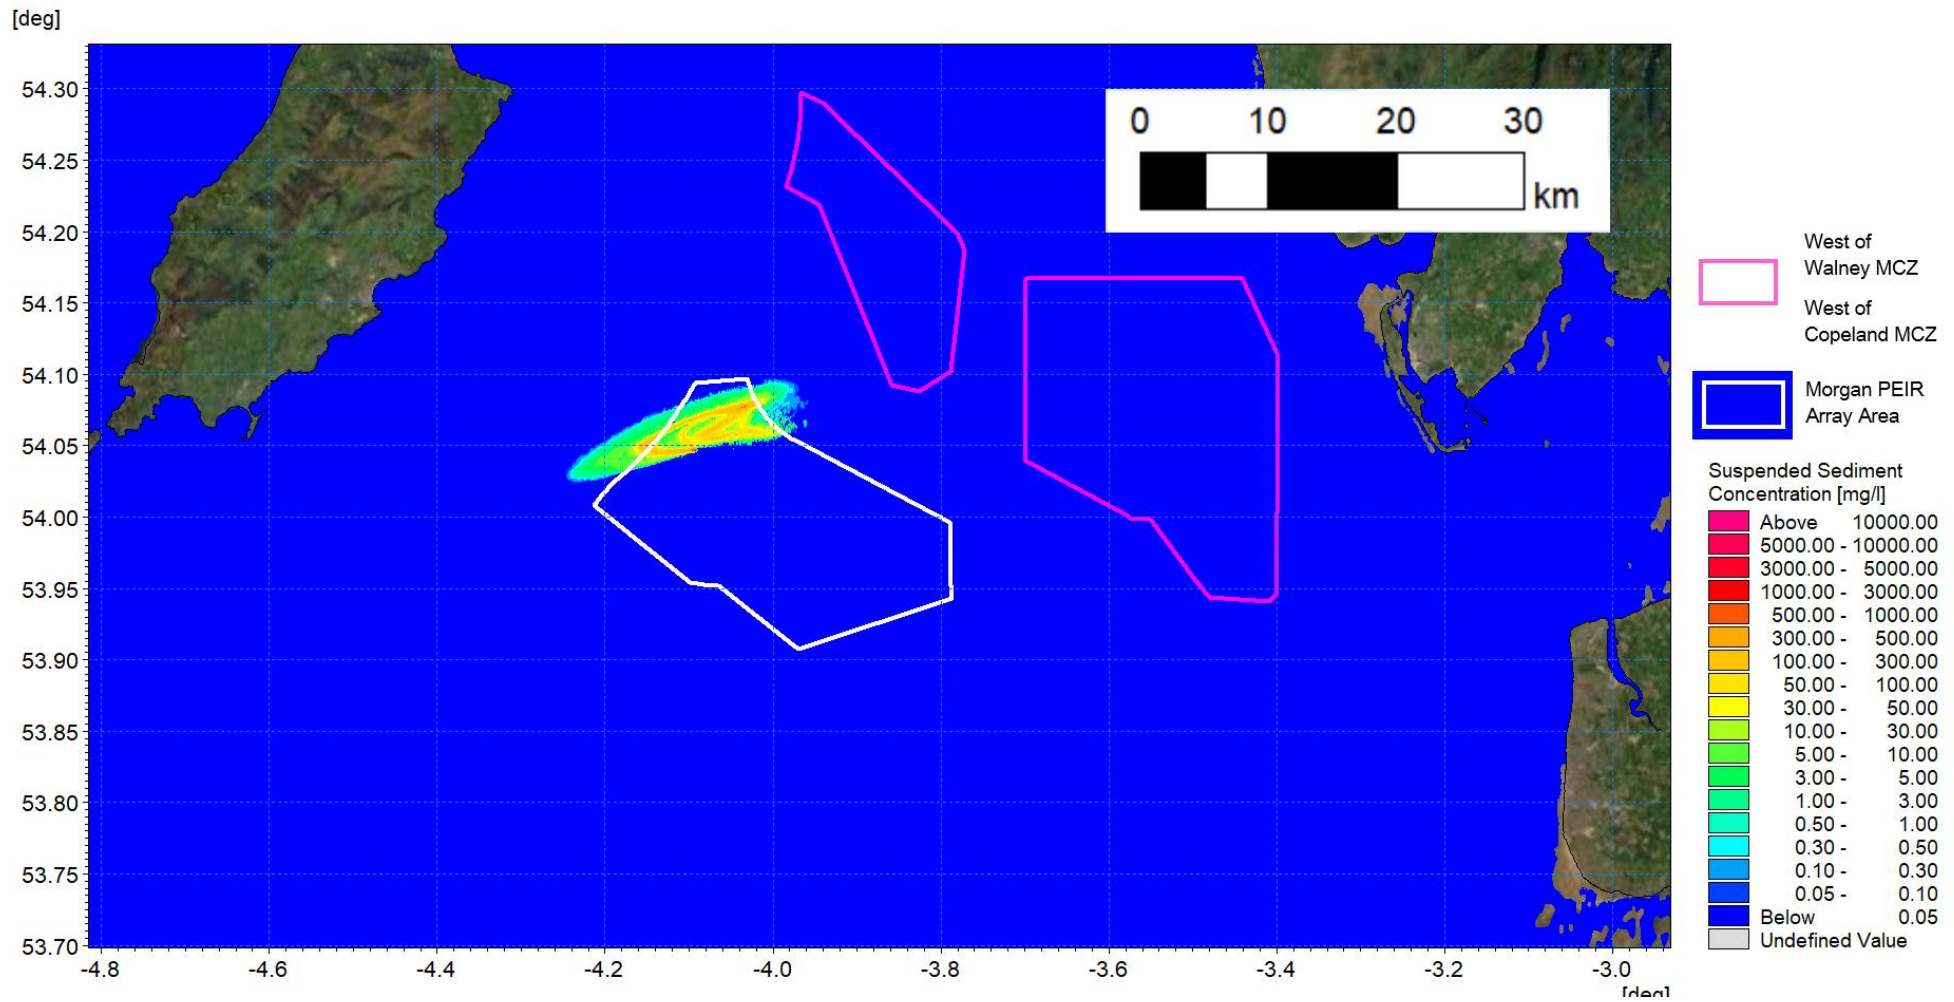 [deg]
54.30
54.25
54.20
54.15
54.10
54.05
54.00
53.95
53.90
53.85
53.80
53.75
53.70
-4.8 -4.6 -4.4 -4.2 -4.0 -3.8 -3.6 -3.4 -3.2 -3.0
[deg]
0 10 20 30
km
West of
Walney MCZ
West of
Copeland MCZ
Morgan PEIR
Array Area
Suspended Sediment
Concentration [mg/l]
Above 10000.00
5000.00 - 10000.00
3000.00 - 5000.00
1000.00 - 3000.00
500.00 - 1000.00
300.00 - 500.00
100.00 - 300.00
50.00 - 100.00
30.00 - 50.00
10.00 - 30.00
5.00 - 10.00
3.00 - 5.00
1.00 - 3.00
0.50 - 1.00
0.30 - 0.50
0.10 - 0.30
0.05 - 0.10
Below 0.05
Undefined Value